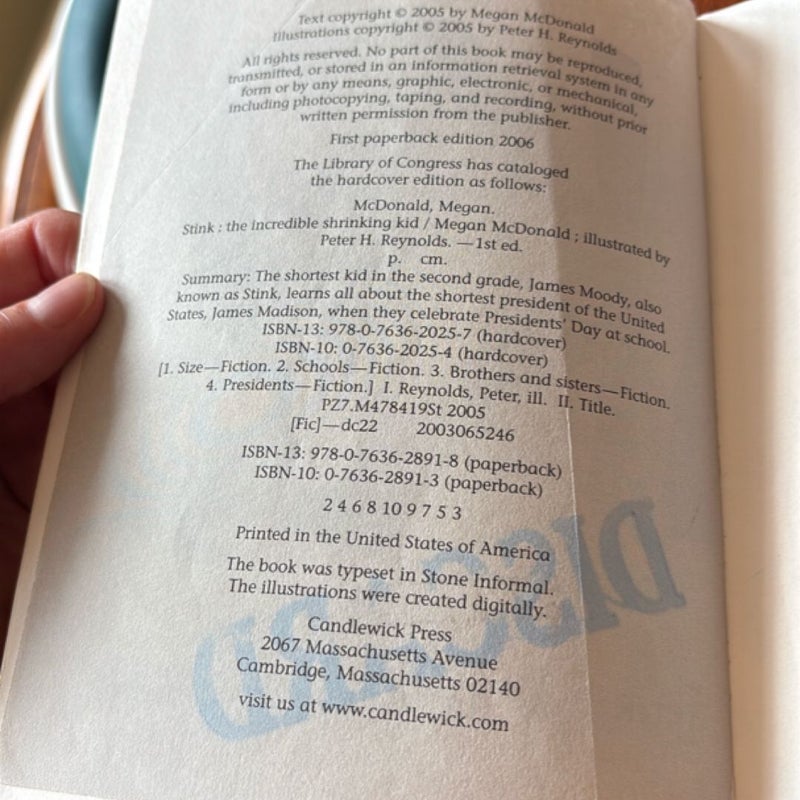 Text copyright © 2005 by Megan McDonald
Illustrations copyright © 2005 by Peter H. Reynolds
All rights reserved. No part of this book may be reproduced,
transmitted, or stored in an information retrieval system in any
form or by any means, graphic, electronic, or mechanical,
including photocopying, taping, and recording, without prior
written permission from the publisher.
First paperback edition 2006
The Library of Congress has cataloged
the hardcover edition as follows:
McDonald, Megan.
Stink : the incredible shrinking kid / Megan McDonald ; illustrated by
Peter H. Reynolds. — 1st ed.
p. cm.
Summary: The shortest kid in the second grade, James Moody, also
known as Stink, learns all about the shortest president of the United
States, James Madison, when they celebrate Presidents' Day at school.
ISBN-13: 978-0-7636-2025-7 (hardcover)
ISBN-10: 0-7636-2025-4 (hardcover)
[1. Size—Fiction. 2. Schools—Fiction. 3. Brothers and sisters—Fiction.
4. Presidents—Fiction.] I. Reynolds, Peter, ill. II. Title.
PZ7.M478419St 2005
[Fic]—dc22 2003065246
ISBN-13: 978-0-7636-2891-8 (paperback)
ISBN-10: 0-7636-2891-3 (paperback)
2 4 6 8 10 9 7 5 3
Printed in the United States of America
The book was typeset in Stone Informal.
The illustrations were created digitally.
Candlewick Press
2067 Massachusetts Avenue
Cambridge, Massachusetts 02140
visit us at www.candlewick.com